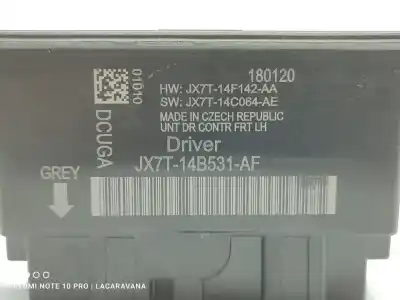 180120
HW: JX7T-14F142-AA
SW: JX7T-14C064-AE
MADE IN CZECH REPUBLIC
UNT DR CONTR FRT LH
01010
DCUGA
Driver
JX7T-14B531-AF
GREY
REDMI NOTE 10 PRO | LACARAVANA